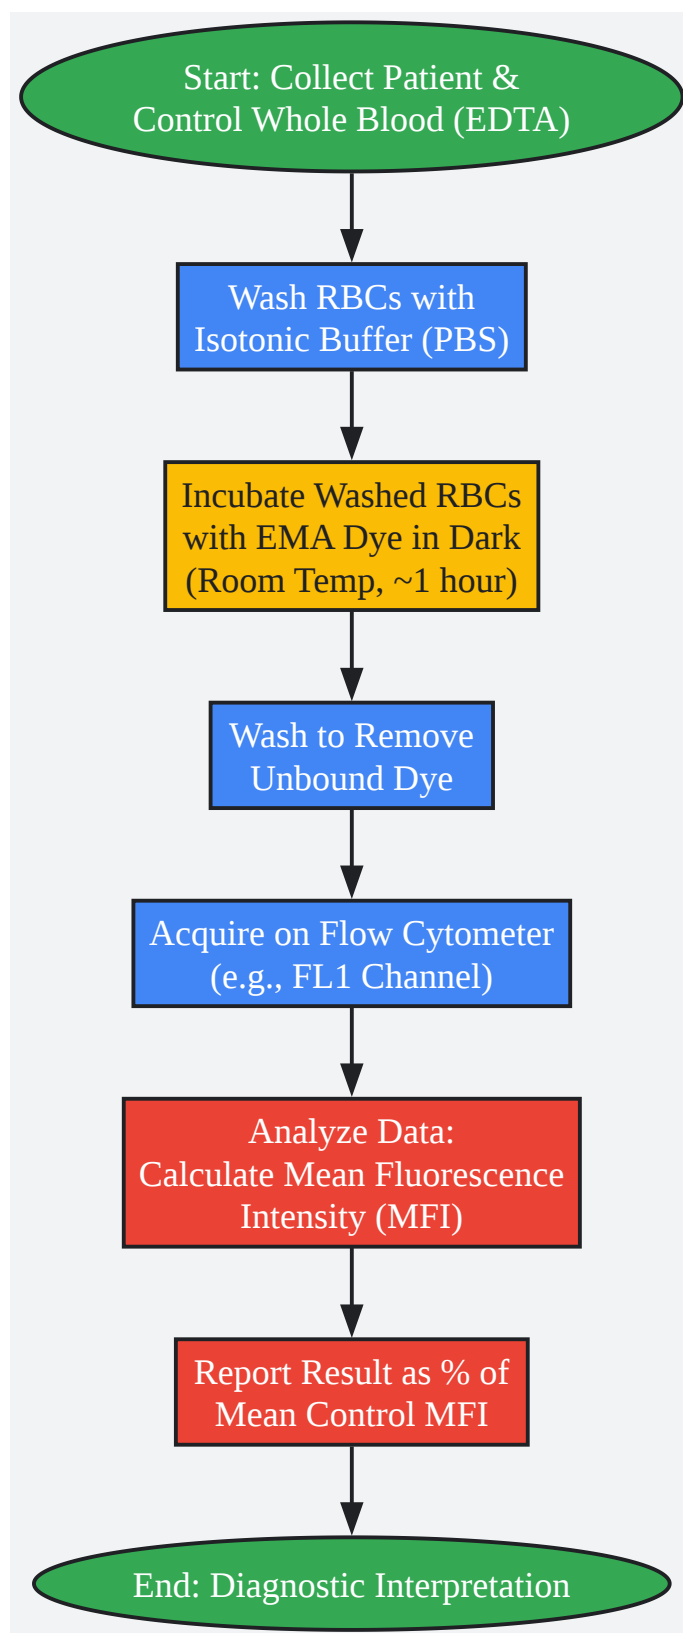 Start: Collect Patient &
Control Whole Blood (EDTA)
Wash RBCs with
Isotonic Buffer (PBS)
Incubate Washed RBCs
with EMA Dye in Dark
(Room Temp, ~1 hour)
Wash to Remove
Unbound Dye
Acquire on Flow Cytometer
(e.g., FL1 Channel)
Analyze Data:
Calculate Mean Fluorescence
Intensity (MFI)
Report Result as % of
Mean Control MFI
End: Diagnostic Interpretation